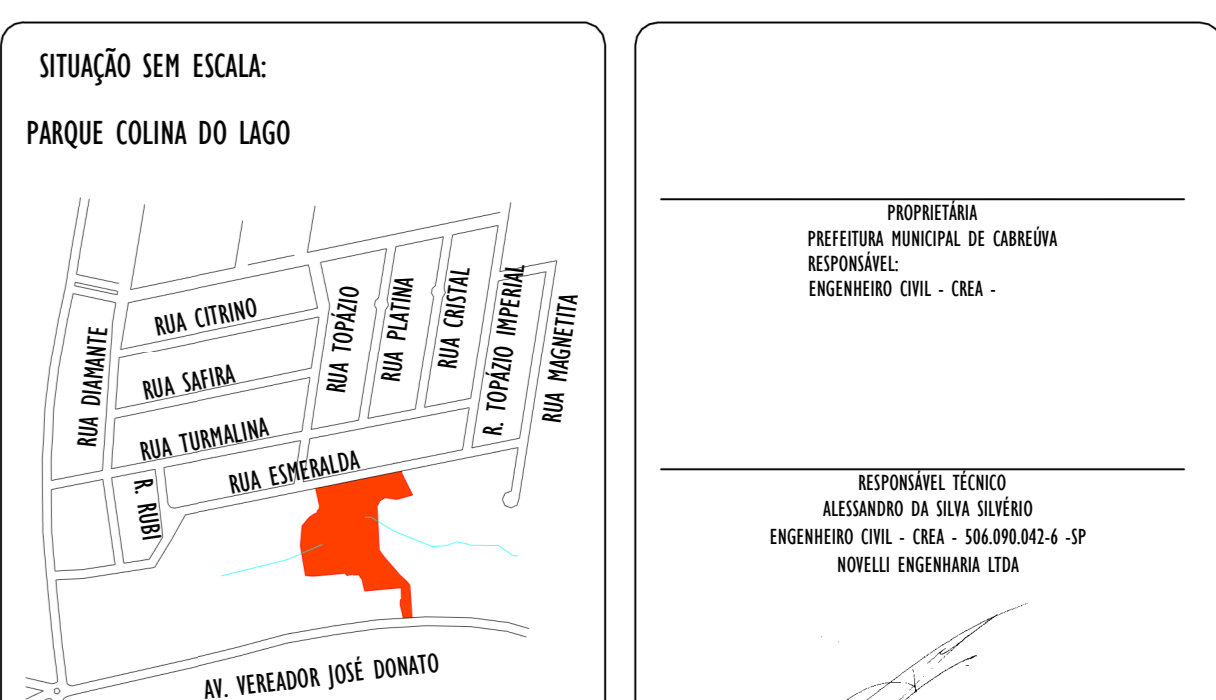 SITUAÇÃO SEM ESCALA:
PARQUE COLINA DO LAGO
RUA CITRINO
RUA SAFIRA
RUA TURMALINA
RUA ESMERALDA
RUA DIAMANTE
R. RUBI
RUA TOPÁZIO
RUA PLATINA
RUA CRISTAL
R. TOPÁZIO IMPERIAL
RUA MAGNETITA
AV. VEREADOR JOSÉ DONATO
PROPRIETÁRIA
PREFEITURA MUNICIPAL DE CABREÚVA
RESPONSÁVEL:
ENGENHEIRO CIVIL - CREA -
RESPONSÁVEL TÉCNICO
ALESSANDRO DA SILVA SILVÉRIO
ENGENHEIRO CIVIL - CREA - 506.090.042-6 -SP
NOVELLI ENGENHARIA LTDA